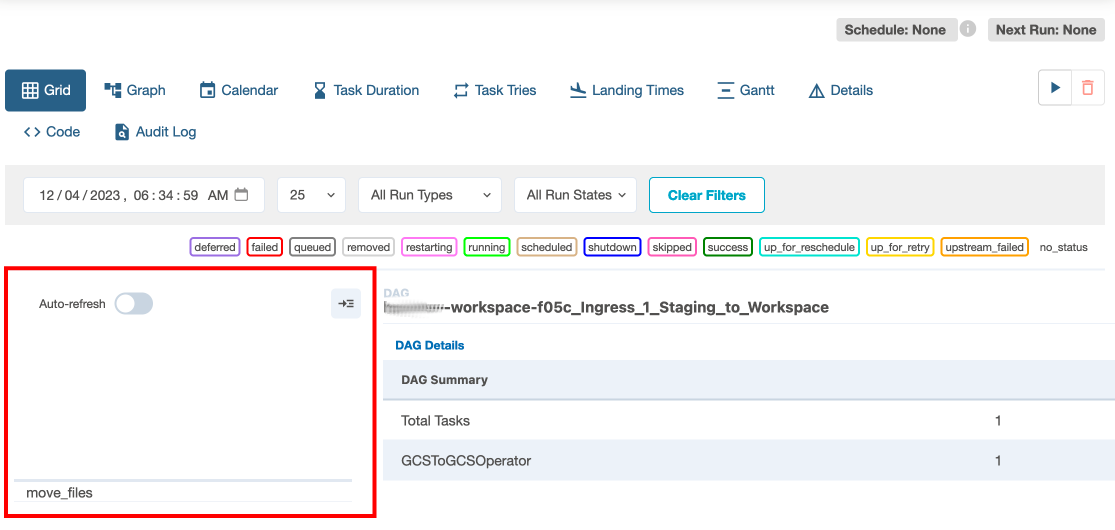 Schedule: None Next Run: None
Grid Graph Calendar Task Duration Task Tries Landing Times Gantt Details
Code Audit Log
12/04/2023, 06:34:59 AM 25 All Run Types All Run States Clear Filters
deferred failed queued removed restarting running scheduled shutdown skipped success up_for_reschedule up_for_retry upstream_failed no_status
Auto-refresh
DAG
-workspace-f05c_Ingress_1_Staging_to_Workspace
DAG Details
DAG Summary
Total Tasks 1
GCSToGCSOperator 1
move_files